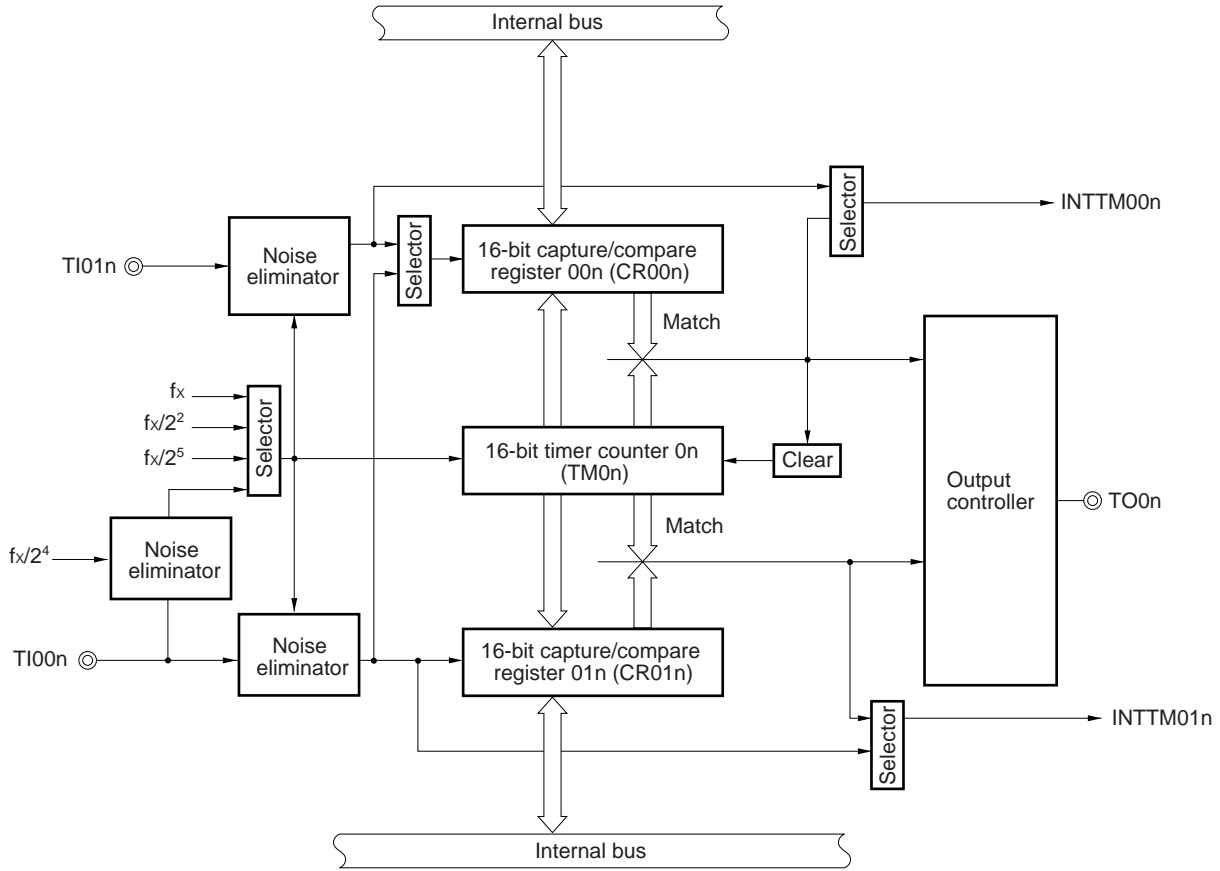 Internal bus
INTTM00n
Selector
TI01n
Noise
eliminator
Selector
16-bit capture/compare
register 00n (CR00n)
Match
fx
fx/2²
fx/2⁵
Selector
16-bit timer counter 0n
(TM0n)
Clear
Output
controller
TO0n
fx/2⁴
Noise
eliminator
Match
TI00n
Noise
eliminator
16-bit capture/compare
register 01n (CR01n)
Selector
INTTM01n
Internal bus